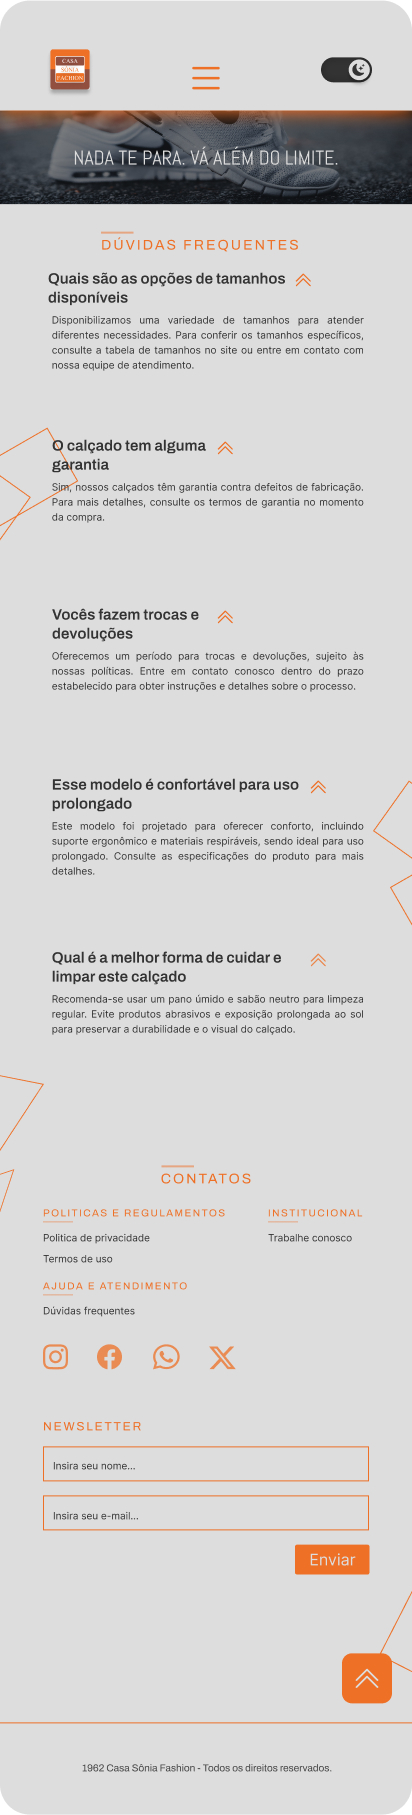 CASA
SÔNIA
FACHION
NADA TE PARA. VÁ ALÉM DO LIMITE.
DÚVIDAS FREQUENTES
Quais são as opções de tamanhos
disponíveis
Disponibilizamos uma variedade de tamanhos para atender
diferentes necessidades. Para conferir os tamanhos específicos,
consulte a tabela de tamanhos no site ou entre em contato com
nossa equipe de atendimento.
O calçado tem alguma
garantia
Sim, nossos calçados têm garantia contra defeitos de fabricação.
Para mais detalhes, consulte os termos de garantia no momento
da compra.
Vocês fazem trocas e
devoluções
Oferecemos um período para trocas e devoluções, sujeito às
nossas políticas. Entre em contato conosco dentro do prazo
estabelecido para obter instruções e detalhes sobre o processo.
Esse modelo é confortável para uso
prolongado
Este modelo foi projetado para oferecer conforto, incluindo
suporte ergonômico e materiais respiráveis, sendo ideal para uso
prolongado. Consulte as especificações do produto para mais
detalhes.
Qual é a melhor forma de cuidar e
limpar este calçado
Recomenda-se usar um pano úmido e sabão neutro para limpeza
regular. Evite produtos abrasivos e exposição prolongada ao sol
para preservar a durabilidade e o visual do calçado.
CONTATOS
POLITICAS E REGULAMENTOS
Politica de privacidade
Termos de uso
INSTITUCIONAL
Trabalhe conosco
AJUDA E ATENDIMENTO
Dúvidas frequentes
NEWSLETTER
Insira seu nome...
Insira seu e-mail...
Enviar
1962 Casa Sônia Fashion - Todos os direitos reservados.